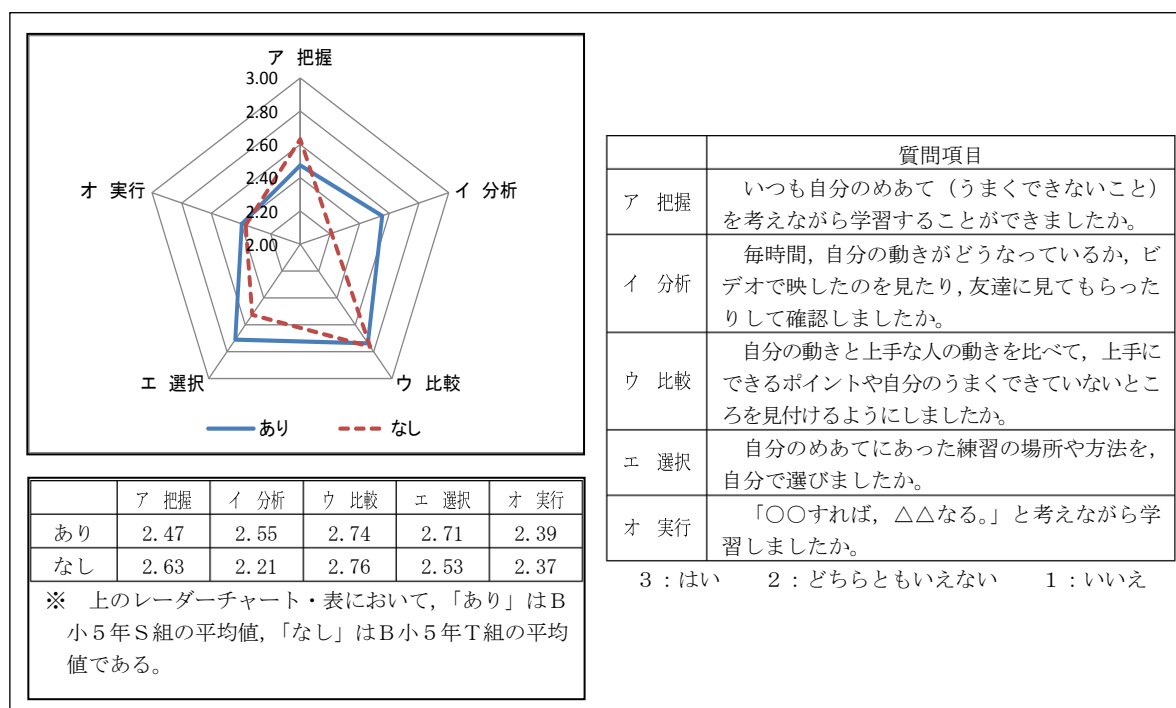 ア 把握
3.00
2.80
2.60
2.40
2.20
2.00
オ 実行
イ 分析
エ 選択
ウ 比較
あり
なし
ア 把握 イ 分析 ウ 比較 エ 選択 オ 実行
あり 2.47 2.55 2.74 2.71 2.39
なし 2.63 2.21 2.76 2.53 2.37
※ 上のレーダーチャート・表において,「あり」はB
小5年S組の平均値,「なし」はB小5年T組の平均
値である。
質問項目
ア 把握
いつも自分のめあて(うまくできないこと)
を考えながら学習することができましたか。
イ 分析
毎時間,自分の動きがどうなっているか,ビ
デオで映したのを見たり,友達に見てもらった
りして確認しましたか。
ウ 比較
自分の動きと上手な人の動きを比べて,上手に
できるポイントや自分のうまくできていないとこ
ろを見付けるようにしましたか。
エ 選択
自分のめあてにあった練習の場所や方法を,
自分で選びましたか。
オ 実行
「○○すれば,△△なる。」と考えながら学
習しましたか。
3:はい 2:どちらともいえない 1:いいえ